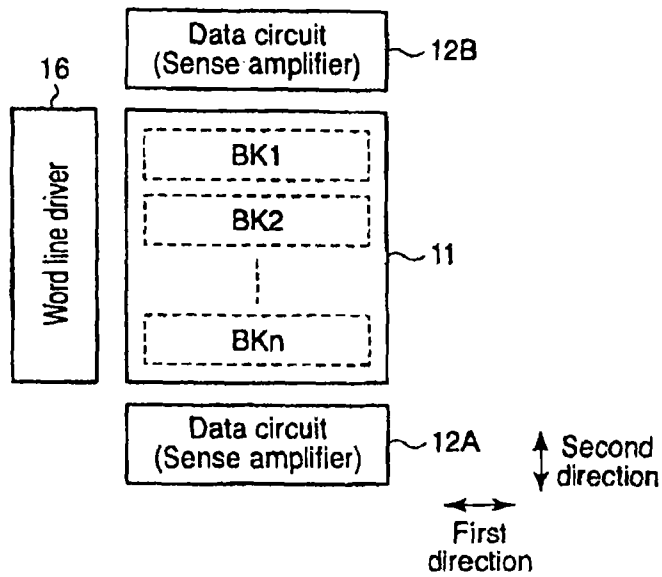 Data circuit
(Sense amplifier)
12B
16
Word line driver
BK1
BK2
11
BKn
Data circuit
(Sense amplifier)
12A
Second
direction
First
direction